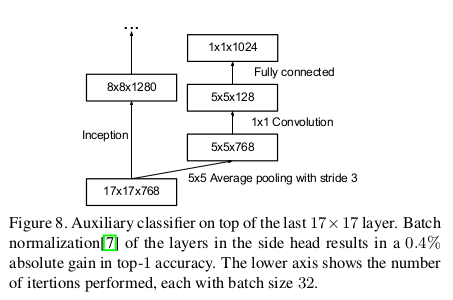 ...
1x1x1024
Fully connected
8x8x1280
5x5x128
1x1 Convolution
Inception
5x5x768
5x5 Average pooling with stride 3
17x17x768
Figure 8. Auxiliary classifier on top of the last 17×17 layer. Batch
normalization[7] of the layers in the side head results in a 0.4%
absolute gain in top-1 accuracy. The lower axis shows the number
of itertions performed, each with batch size 32.